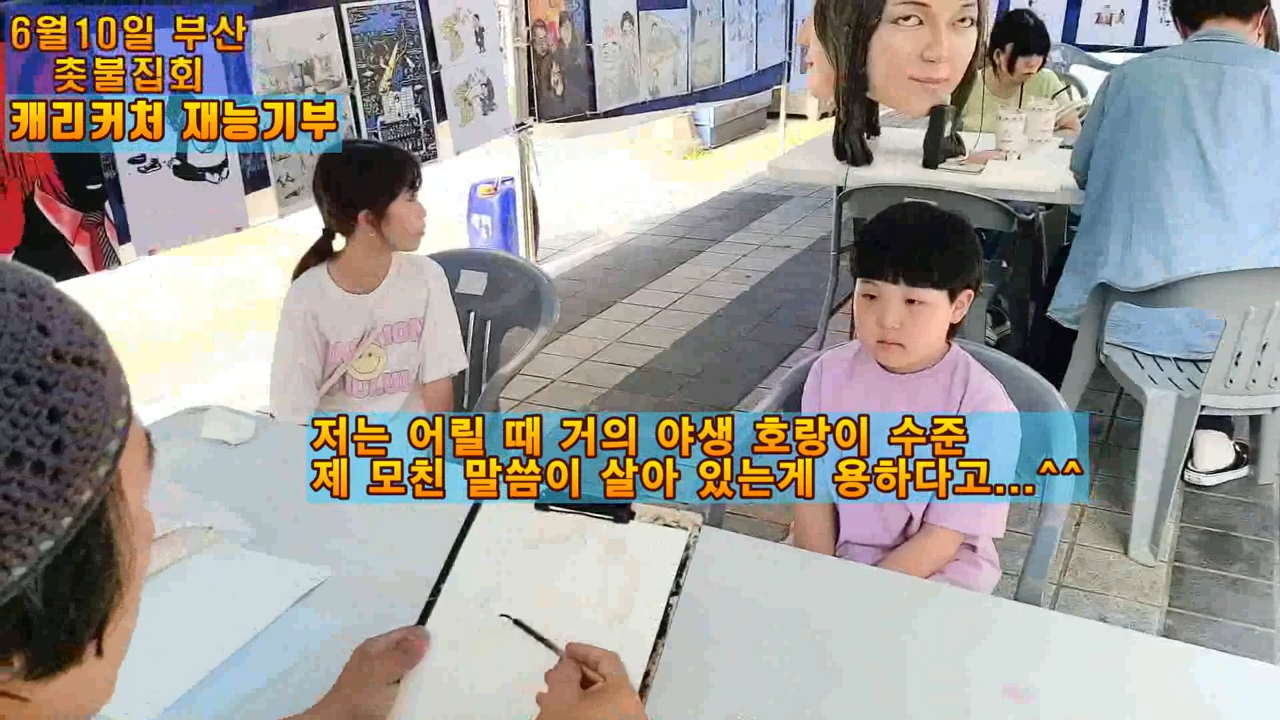 6월10일 부산
촛불집회
캐리커처 재능기부
저는 어릴 때 거의 야생 호랑이 수준
제 모친 말씀이 살아 있는게 용하다고...^^